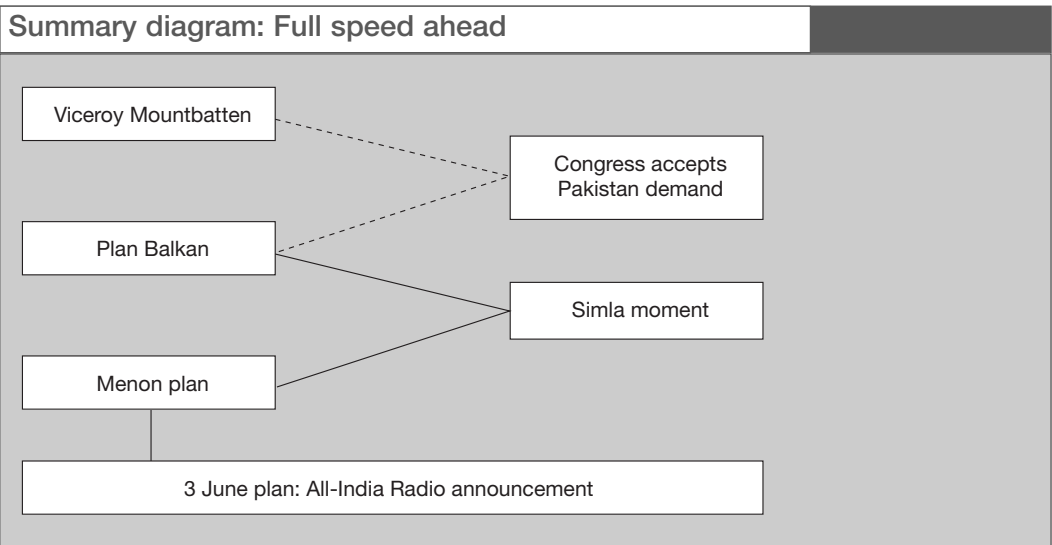 Summary diagram: Full speed ahead
Viceroy Mountbatten
Congress accepts
Pakistan demand
Plan Balkan
Simla moment
Menon plan
3 June plan: All-India Radio announcement